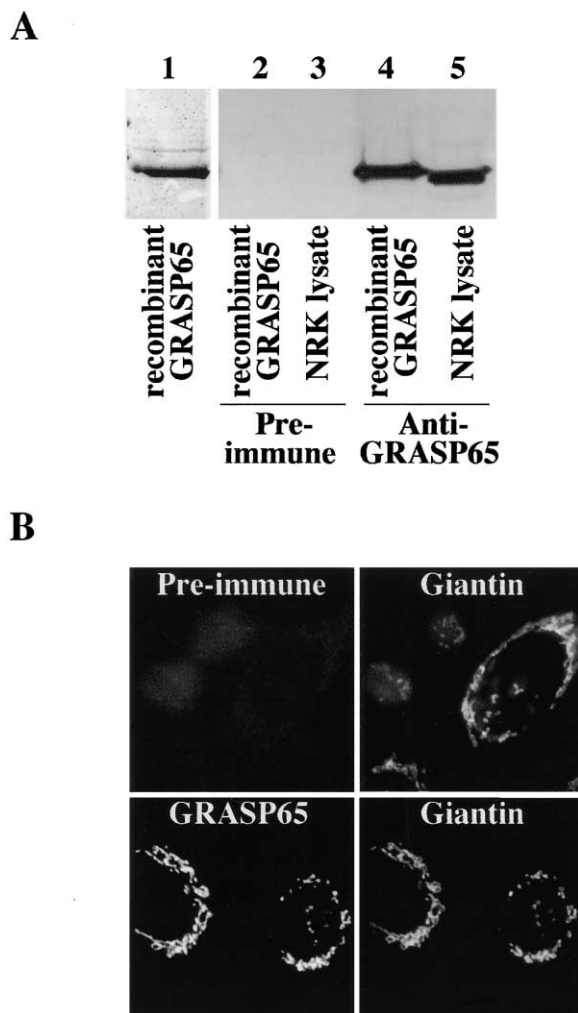 A
1 2 3 4 5
recombinant
GRASP65
recombinant
GRASP65
NRK lysate
recombinant
GRASP65
NRK lysate
Pre-
immune
Anti-
GRASP65
B
Pre-immune
Giantin
GRASP65
Giantin